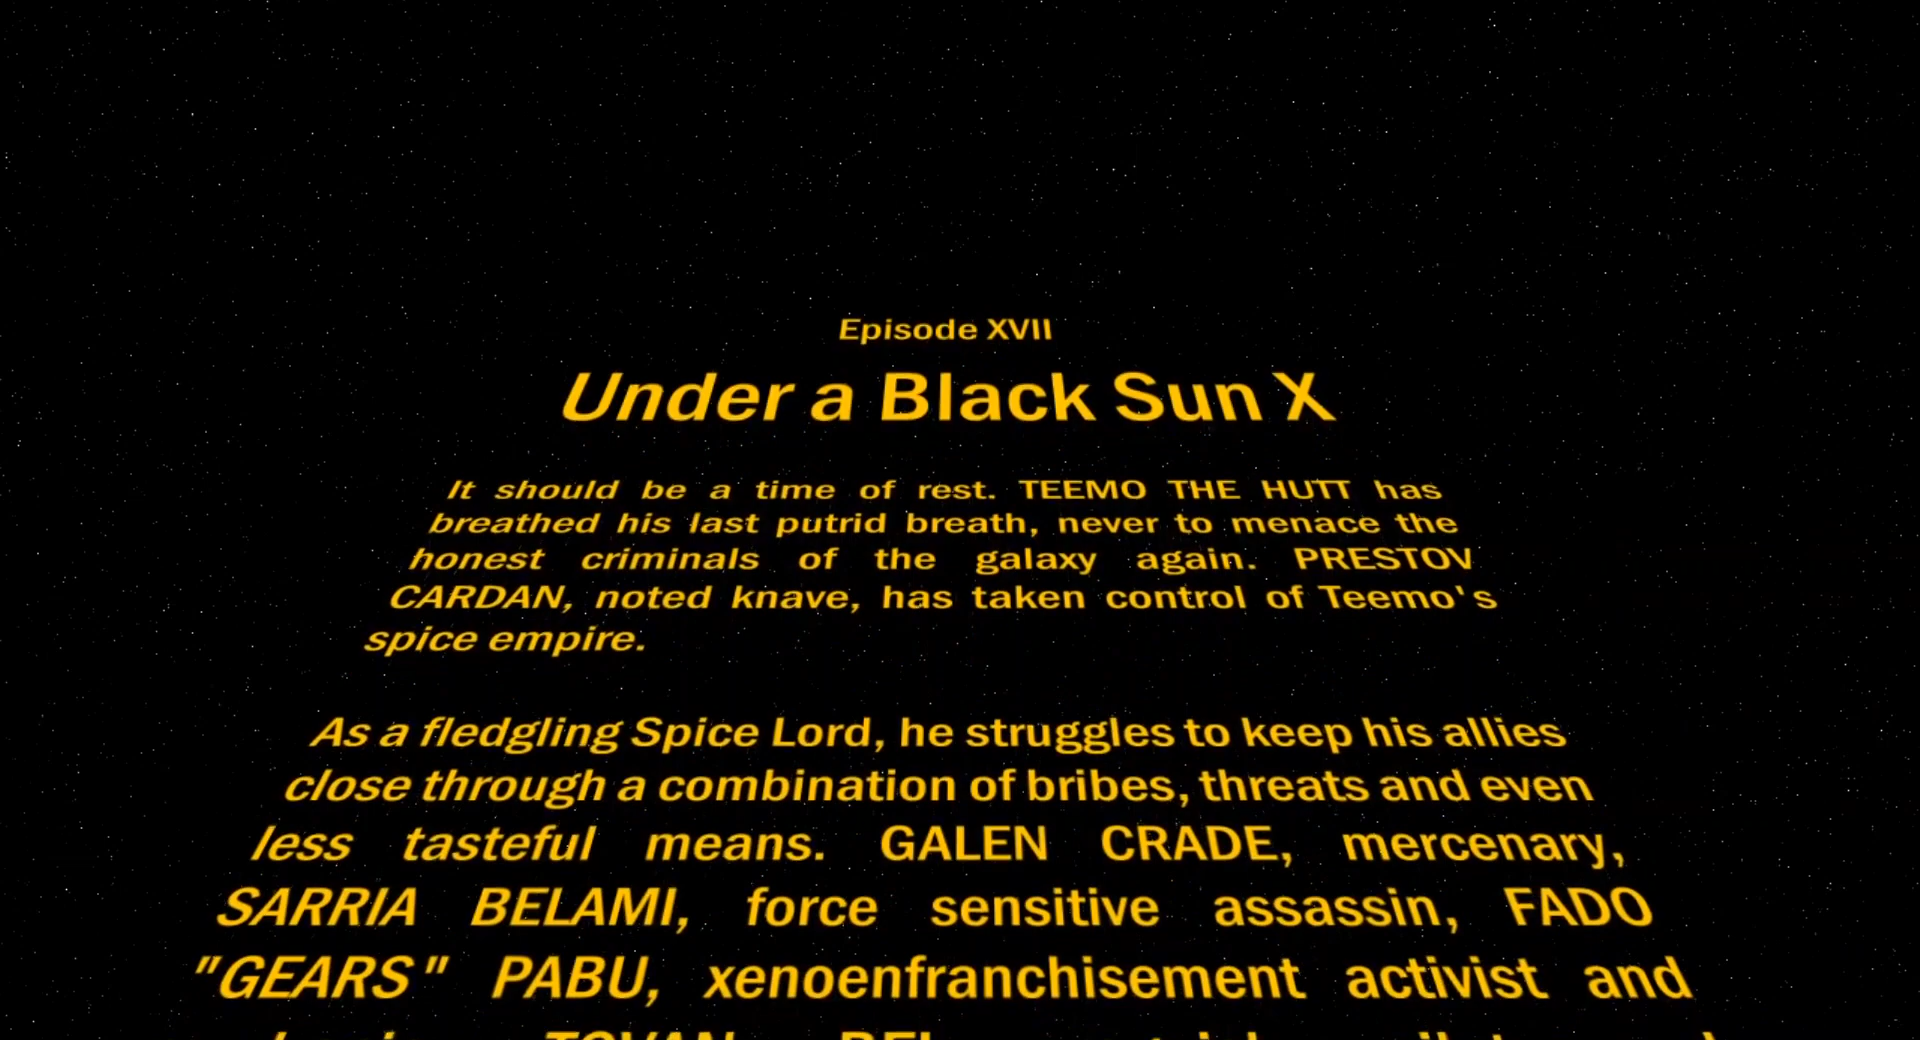 Episode XVII
Under a Black Sun X
It should be a time of rest. TEEMO THE HUTT has
breathed his last putrid breath, never to menace the
honest criminals of the galaxy again. PRESTOV
CARDAN, noted knave, has taken control of Teemo's
spice empire.
As a fledgling Spice Lord, he struggles to keep his allies
close through a combination of bribes, threats and even
less tasteful means. GALEN CRADE, mercenary,
SARRIA BELAMI, force sensitive assassin, FADO
"GEARS" PABU, xenoenfranchisement activist and